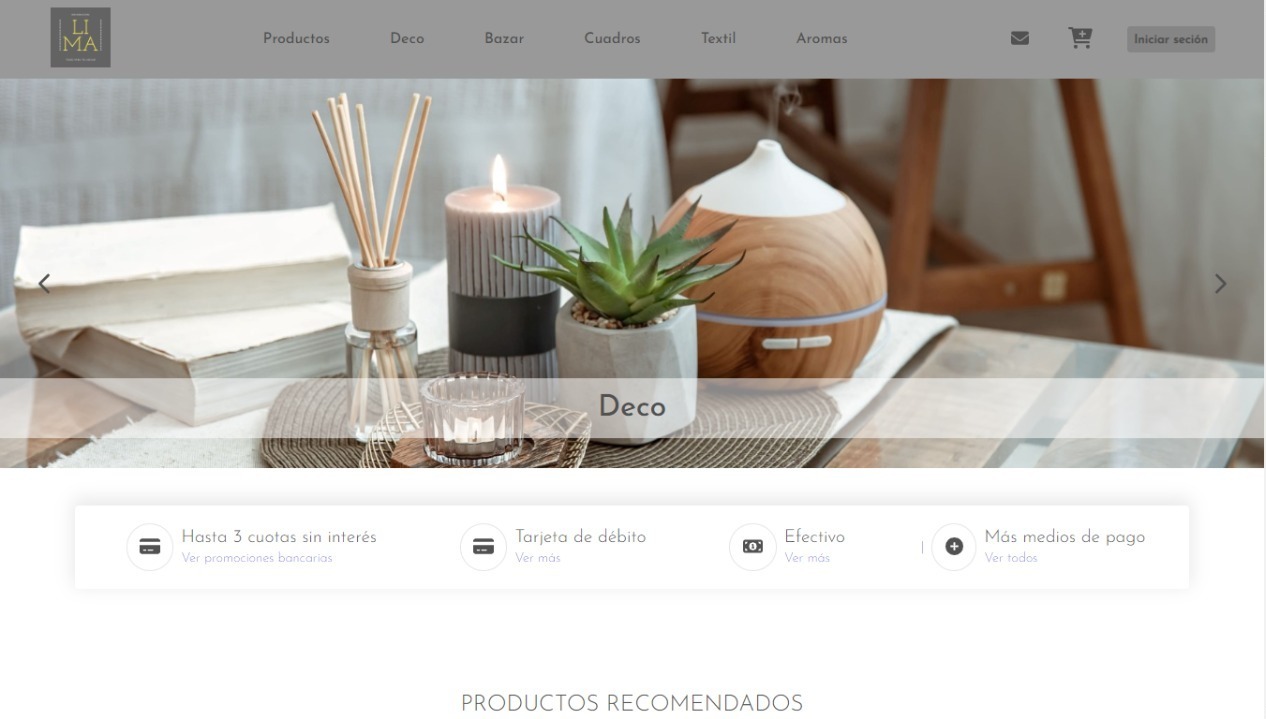 LI
MA
Productos
Deco
Bazar
Cuadros
Textil
Aromas
Iniciar seción
Deco
Hasta 3 cuotas sin interés
Ver promociones bancarias
Tarjeta de débito
Ver más
Efectivo
Ver más
Más medios de pago
Ver todos
PRODUCTOS RECOMENDADOS